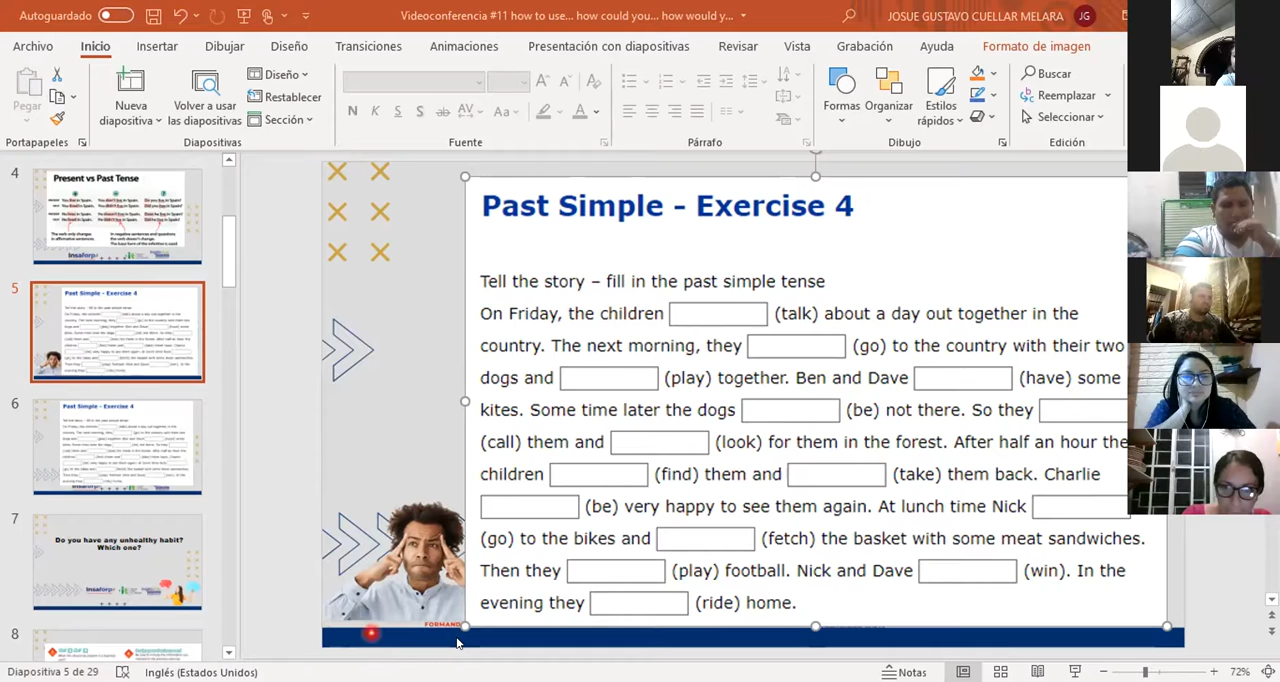 Autoguardado
Videoconferencia #11 how to use... how could you... how would y...
JOSUE GUSTAVO CUELLAR MELARA
JG
Archivo Inicio Insertar Dibujar Diseño Transiciones Animaciones Presentación con diapositivas Revisar Vista Grabación Ayuda Formato de imagen
Pegar
Portapapeles
Nueva diapositiva
Volver a usar las diapositivas
Diseño
Restablecer
Sección
Diapositivas
N K S S ab AV Aa A
Fuente
Párrafo
Formas
Organizar
Estilos rápidos
Dibujo
Buscar
Reemplazar
Seleccionar
Edición
4
Present vs Past Tense
Insaforp
5
Past Simple - Exercise 4
6
Past Simple - Exercise 4
7
Do you have any unhealthy habit?
Which one?
Insaforp
8
Past Simple - Exercise 4
Tell the story – fill in the past simple tense
On Friday, the children (talk) about a day out together in the
country. The next morning, they (go) to the country with their two
dogs and (play) together. Ben and Dave (have) some
kites. Some time later the dogs (be) not there. So they
(call) them and (look) for them in the forest. After half an hour the
children (find) them and (take) them back. Charlie
(be) very happy to see them again. At lunch time Nick
(go) to the bikes and (fetch) the basket with some meat sandwiches.
Then they (play) football. Nick and Dave (win). In the
evening they (ride) home.
FORMAND
Diapositiva 5 de 29 Inglés (Estados Unidos) Notas 72%